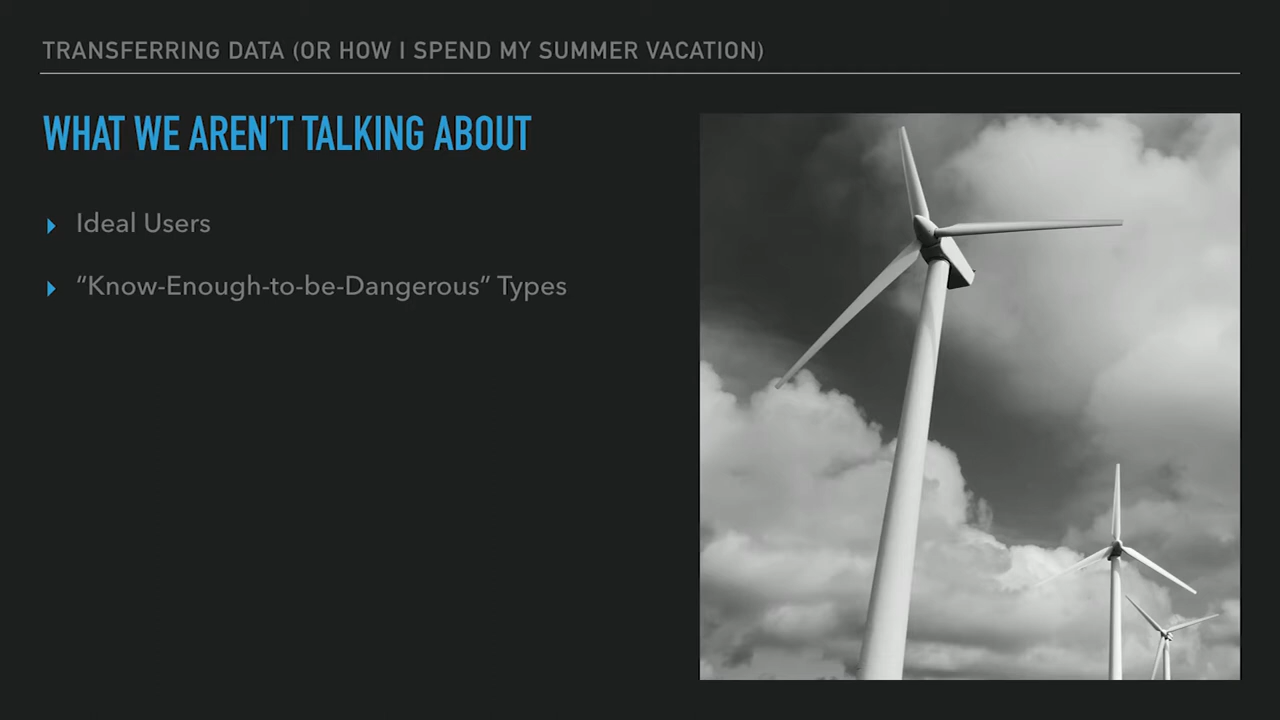 TRANSFERRING DATA (OR HOW I SPEND MY SUMMER VACATION)
WHAT WE AREN’T TALKING ABOUT
Ideal Users
“Know-Enough-to-be-Dangerous” Types